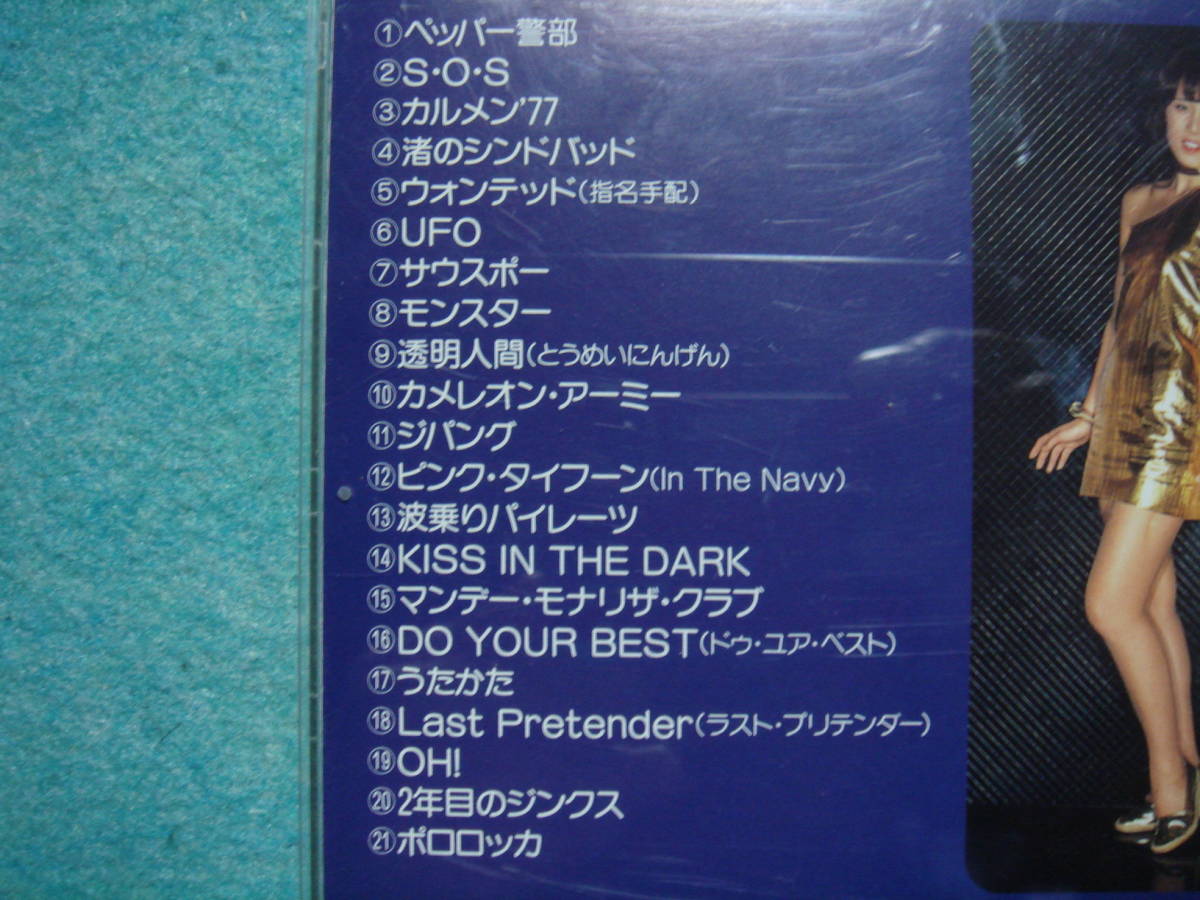 ①ペッパー警部
②S・O・S
③カルメン'77
④渚のシンドバッド
⑤ウォンテッド(指名手配)
⑥UFO
⑦サウスポー
⑧モンスター
⑨透明人間(とうめいにんげん)
⑩カメレオン・アーミー
⑪ジパング
⑫ピンク・タイフーン(In The Navy)
⑬波乗りパイレーツ
⑭KISS IN THE DARK
⑮マンデー・モナリザ・クラブ
⑯DO YOUR BEST(ドゥ・ユア・ベスト)
⑰うたかた
⑱Last Pretender(ラスト・プリテンダー)
⑲OH!
⑳2年目のジンクス
㉑ポロロッカ